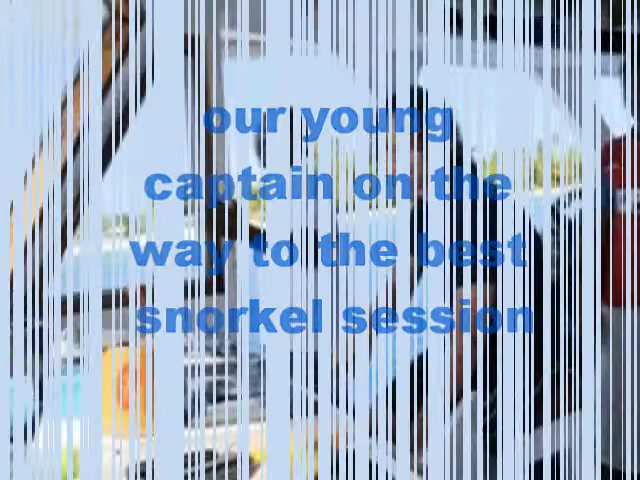 our young
captain on the
way to the best
snorkel session